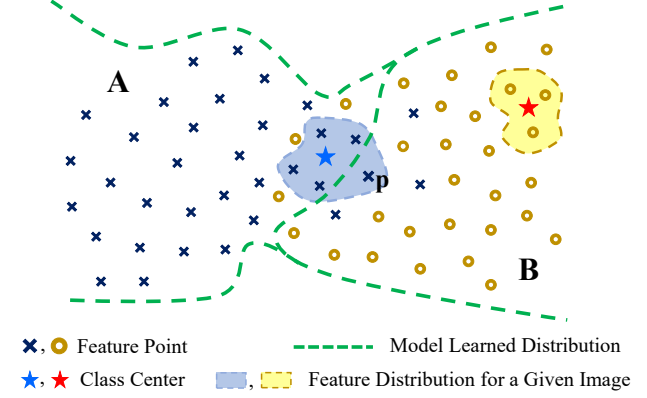 A
p
B
, Feature Point
Model Learned Distribution
, Class Center
, Feature Distribution for a Given Image